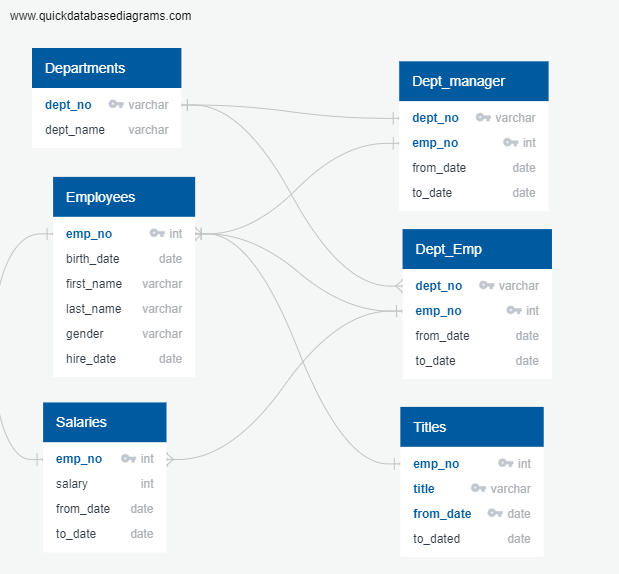 www.quickdatabasediagrams.com
Departments
dept_no varchar
dept_name varchar
Employees
emp_no int
birth_date date
first_name varchar
last_name varchar
gender varchar
hire_date date
Salaries
emp_no int
salary int
from_date date
to_date date
Dept_manager
dept_no varchar
emp_no int
from_date date
to_date date
Dept_Emp
dept_no varchar
emp_no int
from_date date
to_date date
Titles
emp_no int
title varchar
from_date date
to_dated date